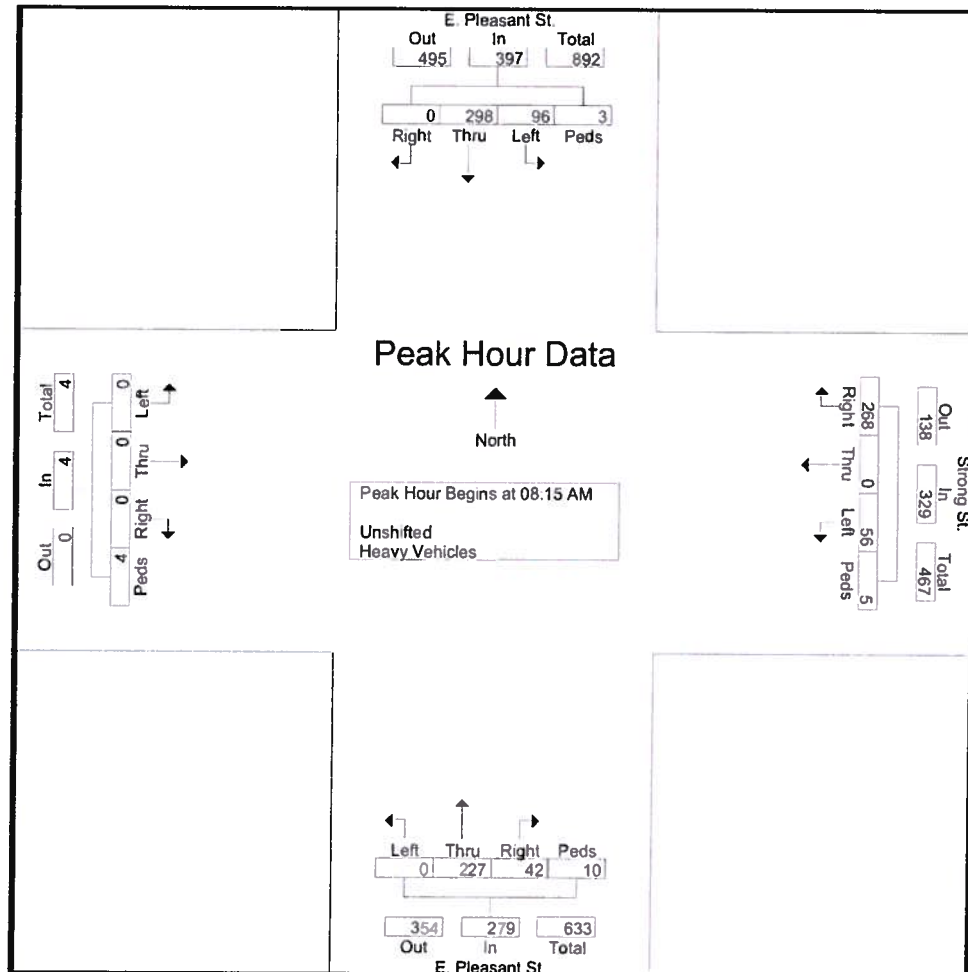 E. Pleasant St.
Out In Total
495 397 892
0 298 96 3
Right Thru Left Peds
Peak Hour Data
North
Peak Hour Begins at 08:15 AM
Unshifted
Heavy Vehicles
Total In Out
4 4 0
0 0 0 4
Left Thru Right Peds
Right Thru Left Peds
268 0 56 5
Out In Total
138 329 467
Strong St.
Left Thru Right Peds
0 227 42 10
354 279 633
Out In Total
E. Pleasant St.